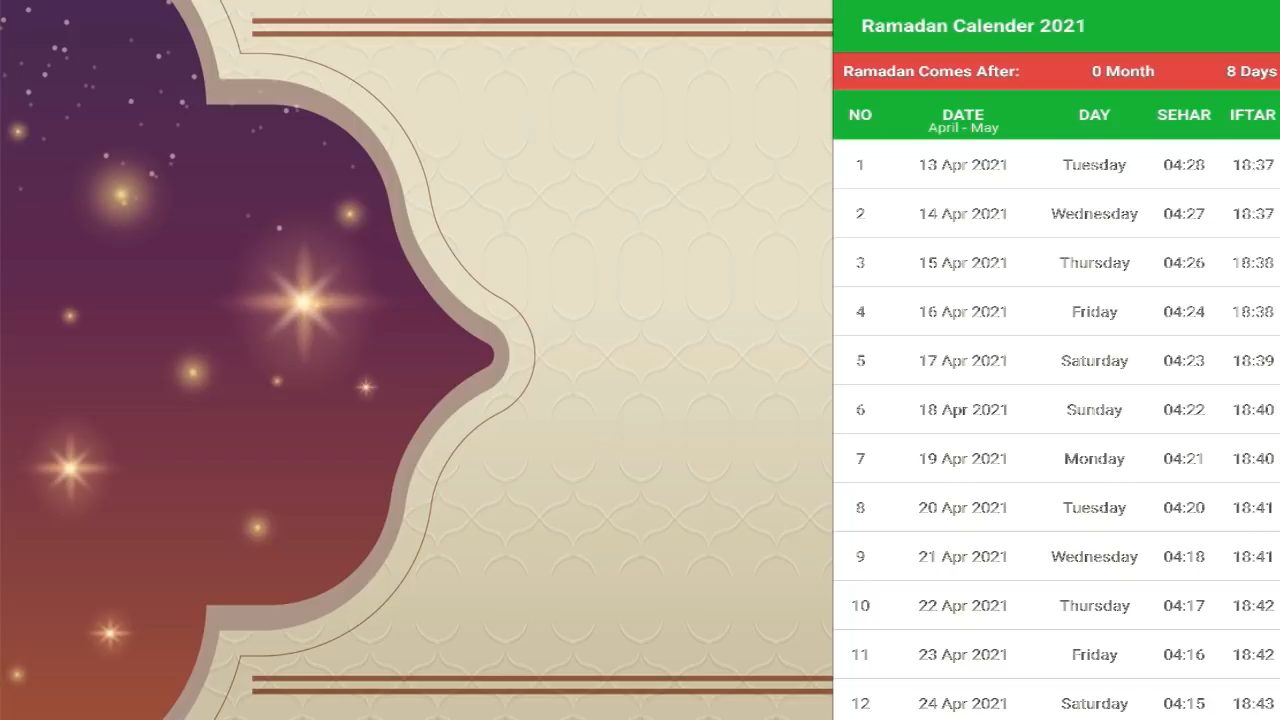 Ramadan Calender 2021
Ramadan Comes After: 0 Month 8 Days
NO DATE DAY SEHAR IFTAR
April - May
1 13 Apr 2021 Tuesday 04:28 18:37
2 14 Apr 2021 Wednesday 04:27 18:37
3 15 Apr 2021 Thursday 04:26 18:38
4 16 Apr 2021 Friday 04:24 18:38
5 17 Apr 2021 Saturday 04:23 18:39
6 18 Apr 2021 Sunday 04:22 18:40
7 19 Apr 2021 Monday 04:21 18:40
8 20 Apr 2021 Tuesday 04:20 18:41
9 21 Apr 2021 Wednesday 04:18 18:41
10 22 Apr 2021 Thursday 04:17 18:42
11 23 Apr 2021 Friday 04:16 18:42
12 24 Apr 2021 Saturday 04:15 18:43